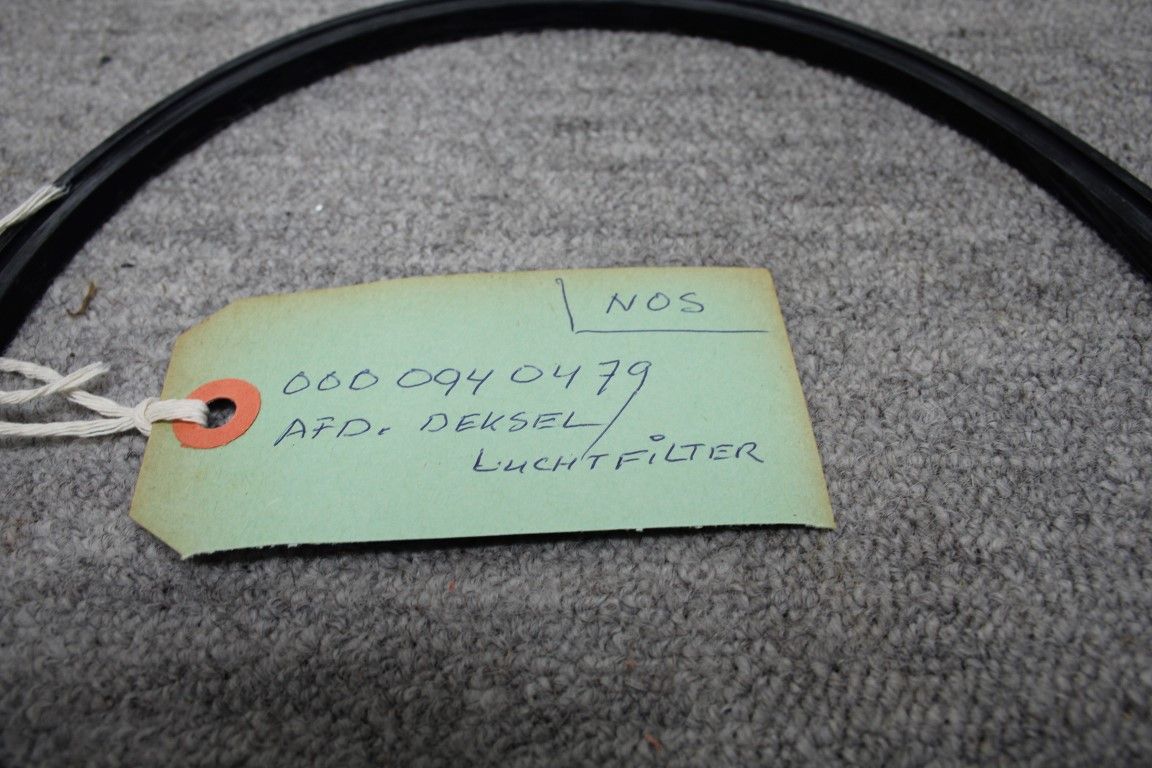 NOS
000 094 04 79
AFD. DEKSEL/
LUCHTFILTER